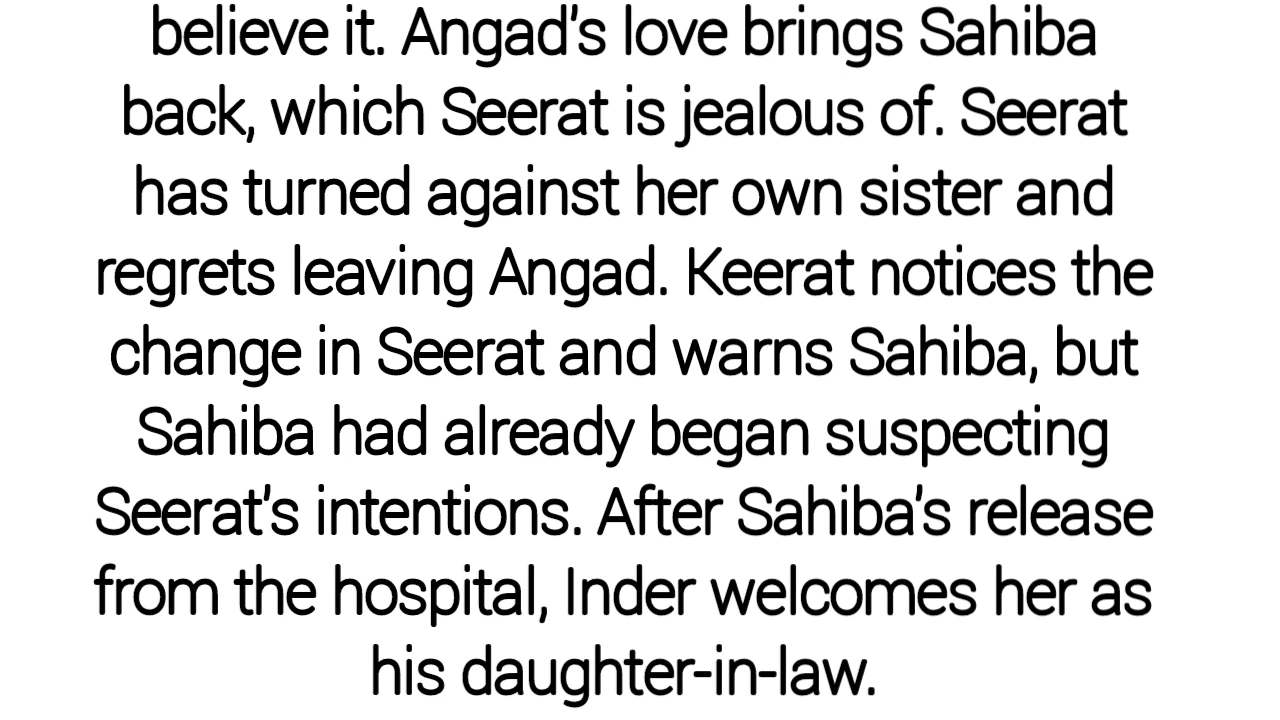 believe it. Angad's love brings Sahiba
back, which Seerat is jealous of. Seerat
has turned against her own sister and
regrets leaving Angad. Keerat notices the
change in Seerat and warns Sahiba, but
Sahiba had already began suspecting
Seerat's intentions. After Sahiba's release
from the hospital, Inder welcomes her as
his daughter-in-law.